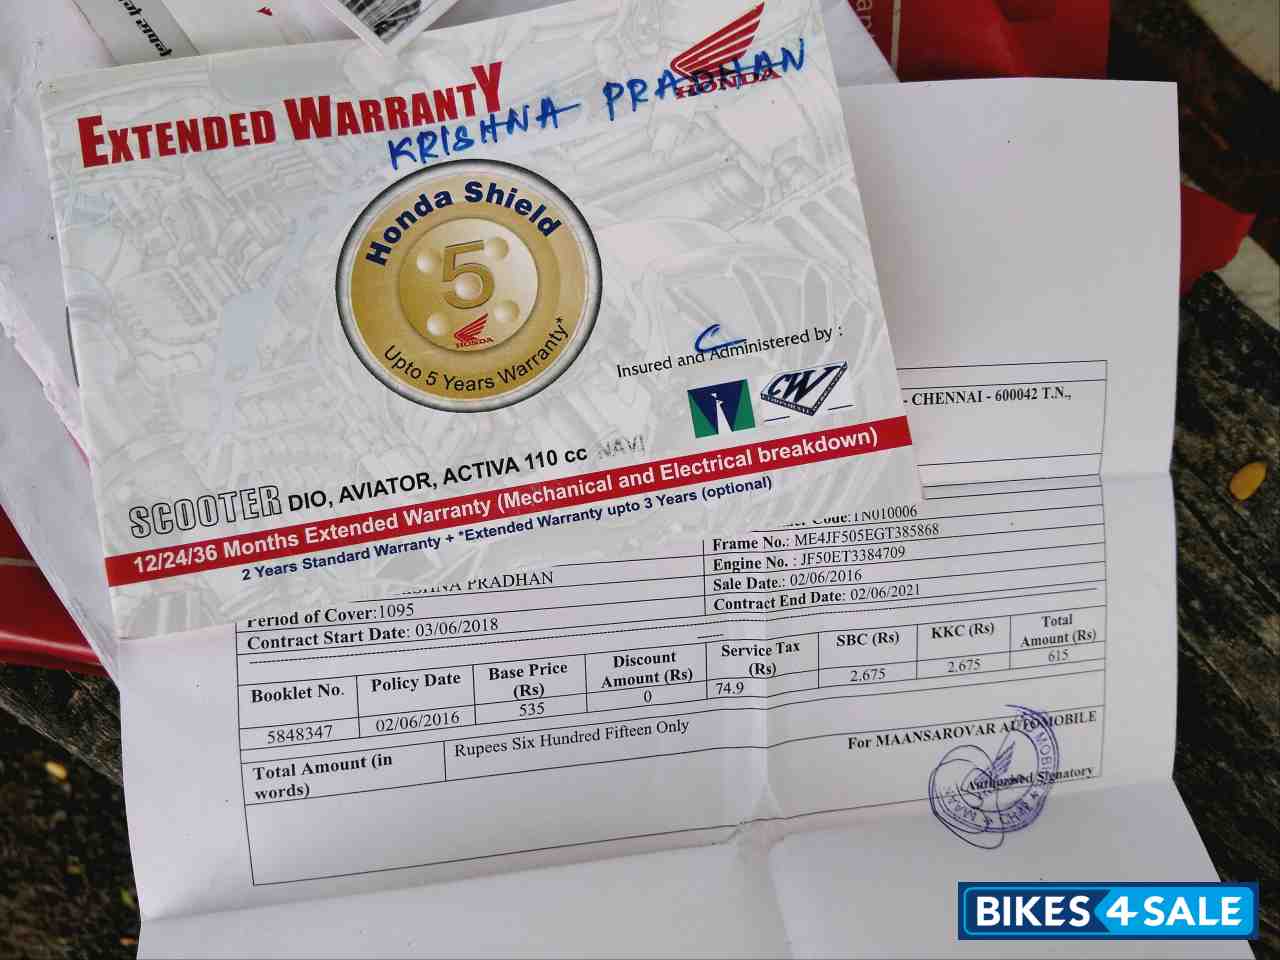 EXTENDED WARRANTY
HONDA
KRISHNA PRADHAN
Honda Shield
5
HONDA
Upto 5 Years Warranty*
Insured and Administered by :
CWI
SCOOTER DIO, AVIATOR, ACTIVA 110 cc NAVI
12/24/36 Months Extended Warranty (Mechanical and Electrical breakdown)
2 Years Standard Warranty + *Extended Warranty upto 3 Years (optional)
- CHENNAI - 600042 T.N.,
Code:TN010006
Frame No.: ME4JF505EGT385868
Engine No. : JF50ET3384709
PRADHAN
Sale Date.: 02/06/2016
Period of Cover:1095
Contract End Date: 02/06/2021
Contract Start Date: 03/06/2018
Booklet No. Policy Date Base Price (Rs) Discount Amount (Rs) Service Tax (Rs) SBC (Rs) KKC (Rs) Total Amount (Rs)
5848347 02/06/2016 535 0 74.9 2.675 2.675 615
Total Amount (in words) Rupees Six Hundred Fifteen Only
For MAANSAROVAR AUTOMOBILE
Authorised Signatory
BIKES4SALE